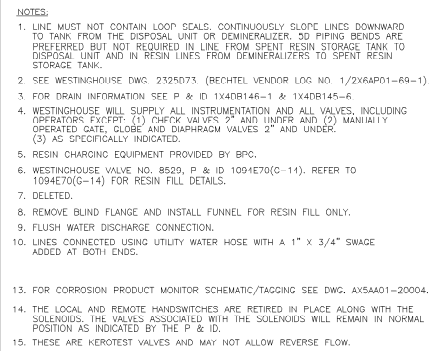 NOTES:
1. LINE MUST NOT CONTAIN LOOP SEALS. CONTINUOUSLY SLOPE LINES DOWNWARD
TO TANK FROM THE DISPOSAL UNIT OR DEMINERALIZER. 5D PIPING BENDS ARE
PREFERRED BUT NOT REQUIRED IN LINE FROM SPENT RESIN STORAGE TANK TO
DISPOSAL UNIT AND IN RESIN LINES FROM DEMINERALIZERS TO SPENT RESIN
STORAGE TANK.
2. SEE WESTINGHOUSE DWG. 2325D73. (BECHTEL VENDOR LOG NO. 1/2X6AP01-69-1)
3. FOR DRAIN INFORMATION SEE P & ID 1X4DB146-1 & 1X4DB145-6.
4. WESTINGHOUSE WILL SUPPLY ALL INSTRUMENTATION AND ALL VALVES, INCLUDING
OPERATORS EXCEPT: (1) CHECK VALVES 2" AND UNDER AND (2) MANUALLY
OPERATED GATE, GLOBE AND DIAPHRAGM VALVES 2" AND UNDER.
(3) AS SPECIFICALLY INDICATED.
5. RESIN CHARGING EQUIPMENT PROVIDED BY BPC.
6. WESTINGHOUSE VALVE NO. 8529, P & ID 1094E70(G-14). REFER TO
1094E70(G-14) FOR RESIN FILL DETAILS.
7. DELETED.
8. REMOVE BLIND FLANGE AND INSTALL FUNNEL FOR RESIN FILL ONLY.
9. FLUSH WATER DISCHARGE CONNECTION.
10. LINES CONNECTED USING UTILITY WATER HOSE WITH A 1" X 3/4" SWAGE
ADDED AT BOTH ENDS.
13. FOR CORROSION PRODUCT MONITOR SCHEMATIC/TAGGING SEE DWG. AX5AA01-20004.
14. THE LOCAL AND REMOTE HANDSWITCHES ARE RETIRED IN PLACE ALONG WITH THE
SOLENOIDS. THE VALVES ASSOCIATED WITH THE SOLENOIDS WILL REMAIN IN NORMAL
POSITION AS INDICATED BY THE P & ID.
15. THESE ARE KEROTEST VALVES AND MAY NOT ALLOW REVERSE FLOW.